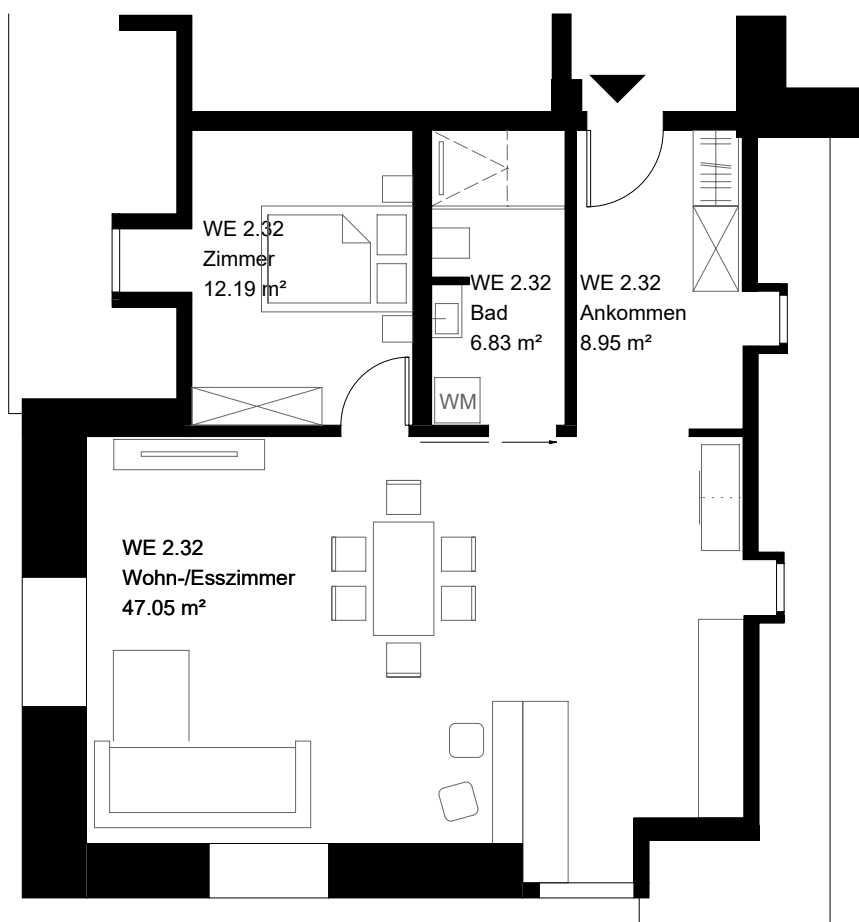 WE 2.32
Zimmer
12.19 m²
WE 2.32
Bad
6.83 m²
WE 2.32
Ankommen
8.95 m²
WM
WE 2.32
Wohn-/Esszimmer
47.05 m²